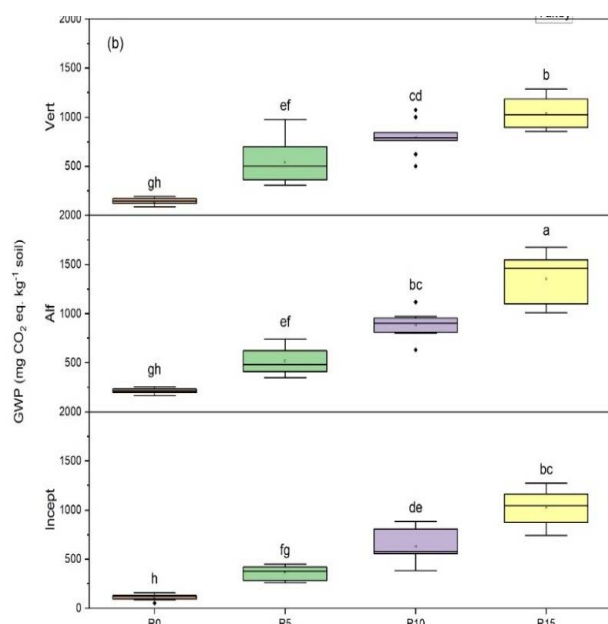 (b)
GWP (mg CO₂ eq. kg⁻¹ soil)
Vert
2000
1500
1000
500
gh
ef
cd
b
Alf
2000
1500
1000
500
gh
ef
bc
a
Incept
2000
1500
1000
500
0
h
fg
de
bc